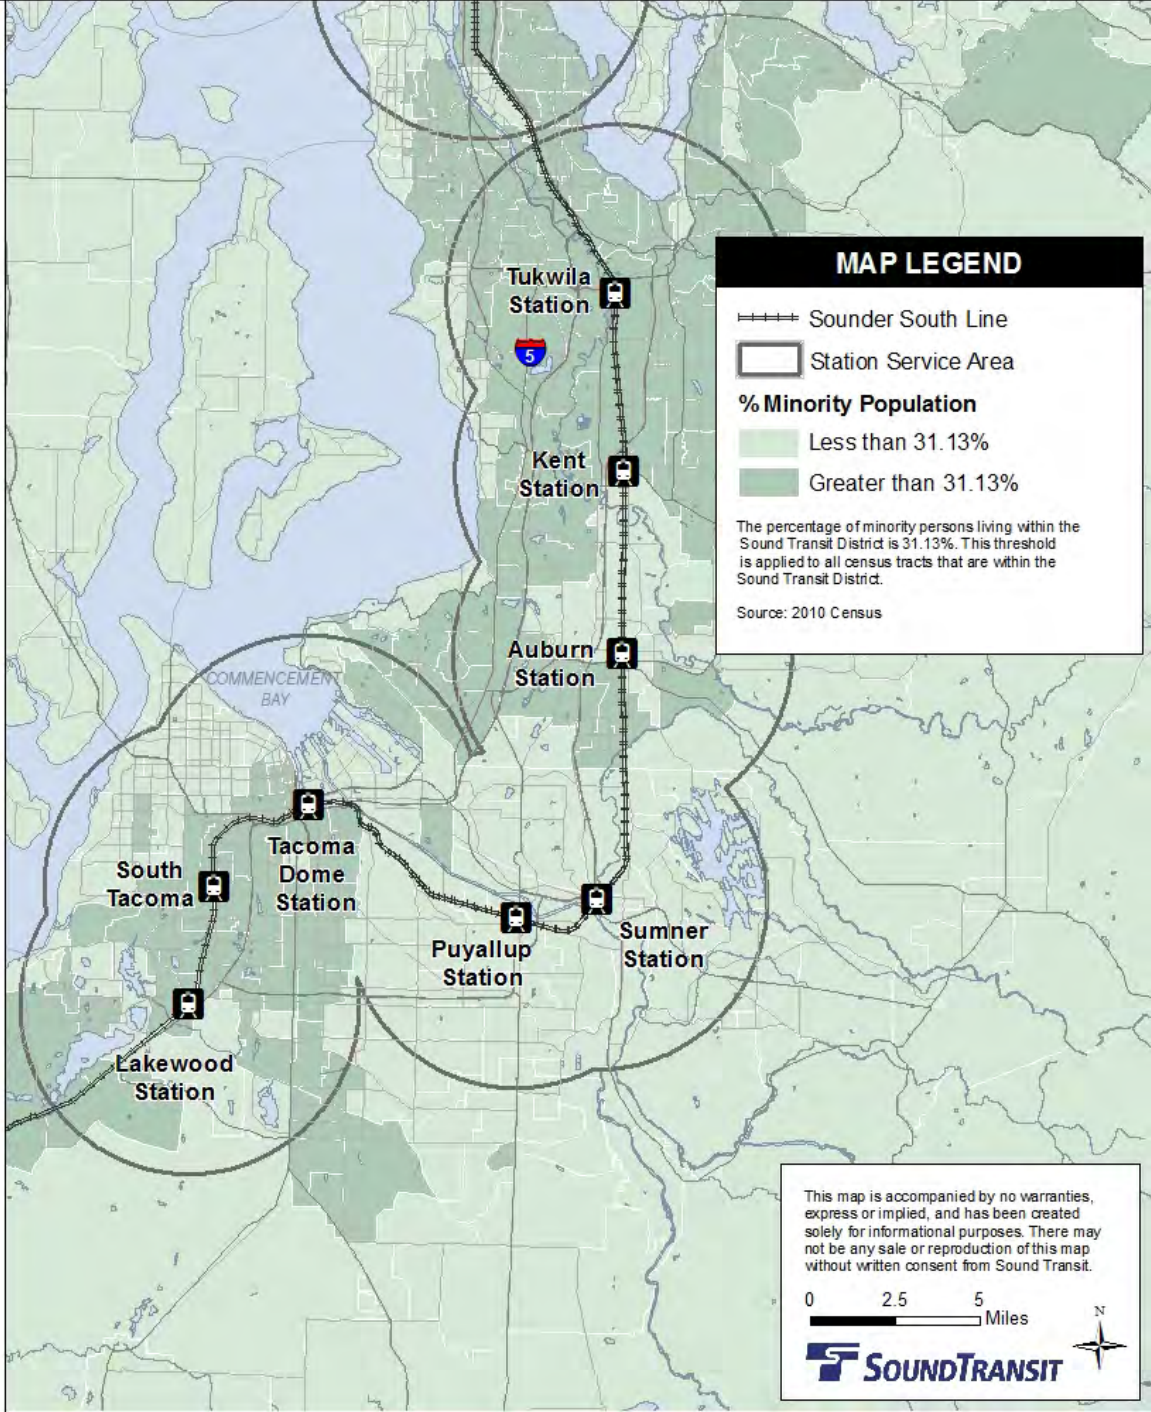 Tukwila
Station
5
MAP LEGEND
Sounder South Line
Station Service Area
% Minority Population
Less than 31.13%
Greater than 31.13%
The percentage of minority persons living within the
Sound Transit District is 31.13%. This threshold
is applied to all census tracts that are within the
Sound Transit District.
Source: 2010 Census
Kent
Station
Auburn
Station
COMMENCEMENT
BAY
Tacoma
Dome
Station
South
Tacoma
Puyallup
Station
Sumner
Station
Lakewood
Station
This map is accompanied by no warranties,
express or implied, and has been created
solely for informational purposes. There may
not be any sale or reproduction of this map
without written consent from Sound Transit.
0 2.5 5
Miles
N
SOUNDTRANSIT